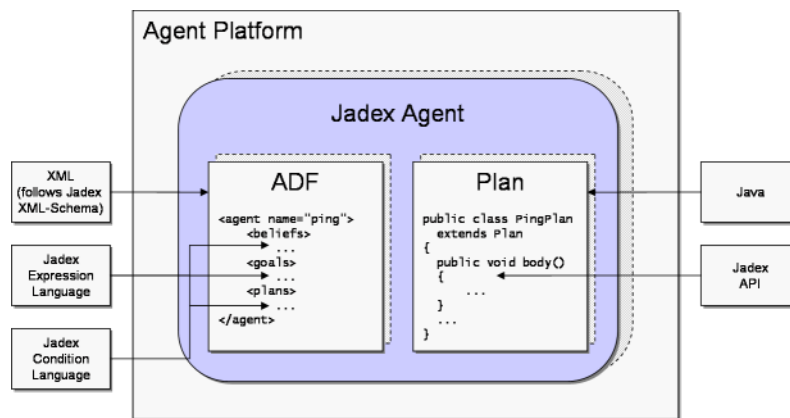 Agent Platform
Jadex Agent
XML
(follows Jadex
XML-Schema)
Jadex
Expression
Language
Jadex
Condition
Language
ADF
<agent name="ping">
<beliefs>
...
<goals>
...
<plans>
...
</agent>
Plan
public class PingPlan
extends Plan
{
public void body()
{
...
}
...
}
Java
Jadex
API